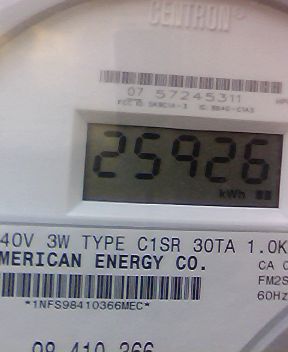 CENTRON®
07 57245311
25926
kWh
40V 3W TYPE C1SR 30TA 1.0K
MERICAN ENERGY CO.
CA
FM2S
60Hz
*1NFS98410366MEC*
98 410 366